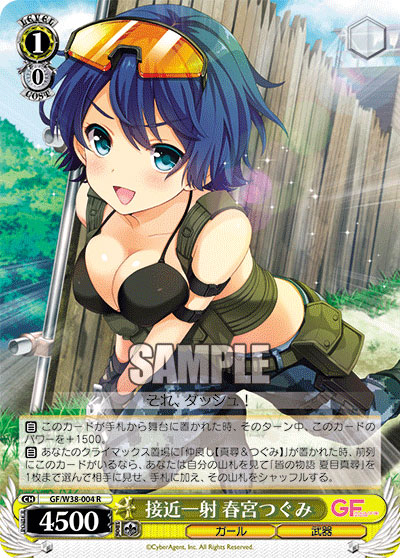 LEVEL
1
0
COST
SAMPLE
それ、ダッシュ！
自 このカードが手札から舞台に置かれた時、そのターン中、このカードの
パワーを＋1500。
自 あなたのクライマックス置場に「仲良し【真尋＆つぐみ】」が置かれた時、前列
にこのカードがいるなら、あなたは自分の山札を見て「皆の物語 夏目真尋」を1
枚まで選んで相手に見せ、手札に加え、その山札をシャッフルする。
CH GF/W38-004 R
4500
接近一射 春宮つぐみ
GF
ガール 武器
©CyberAgent, Inc. All Rights Reserved.